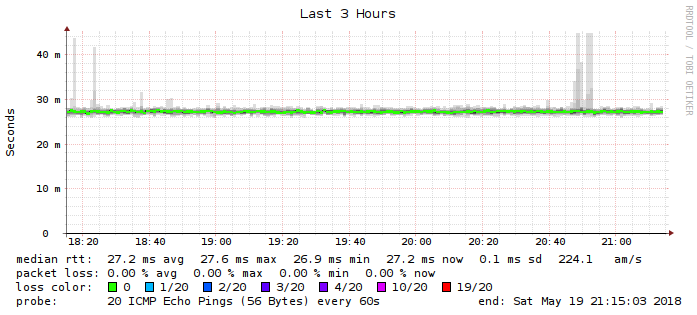 Last 3 Hours
RRDTOOL / TOBI OETIKER
Seconds
40 m
30 m
20 m
10 m
0
18:20 18:40 19:00 19:20 19:40 20:00 20:20 20:40 21:00
median rtt: 27.2 ms avg 27.6 ms max 26.9 ms min 27.2 ms now 0.1 ms sd 224.1 am/s
packet loss: 0.00 % avg 0.00 % max 0.00 % min 0.00 % now
loss color: 0 1/20 2/20 3/20 4/20 10/20 19/20
probe: 20 ICMP Echo Pings (56 Bytes) every 60s end: Sat May 19 21:15:03 2018